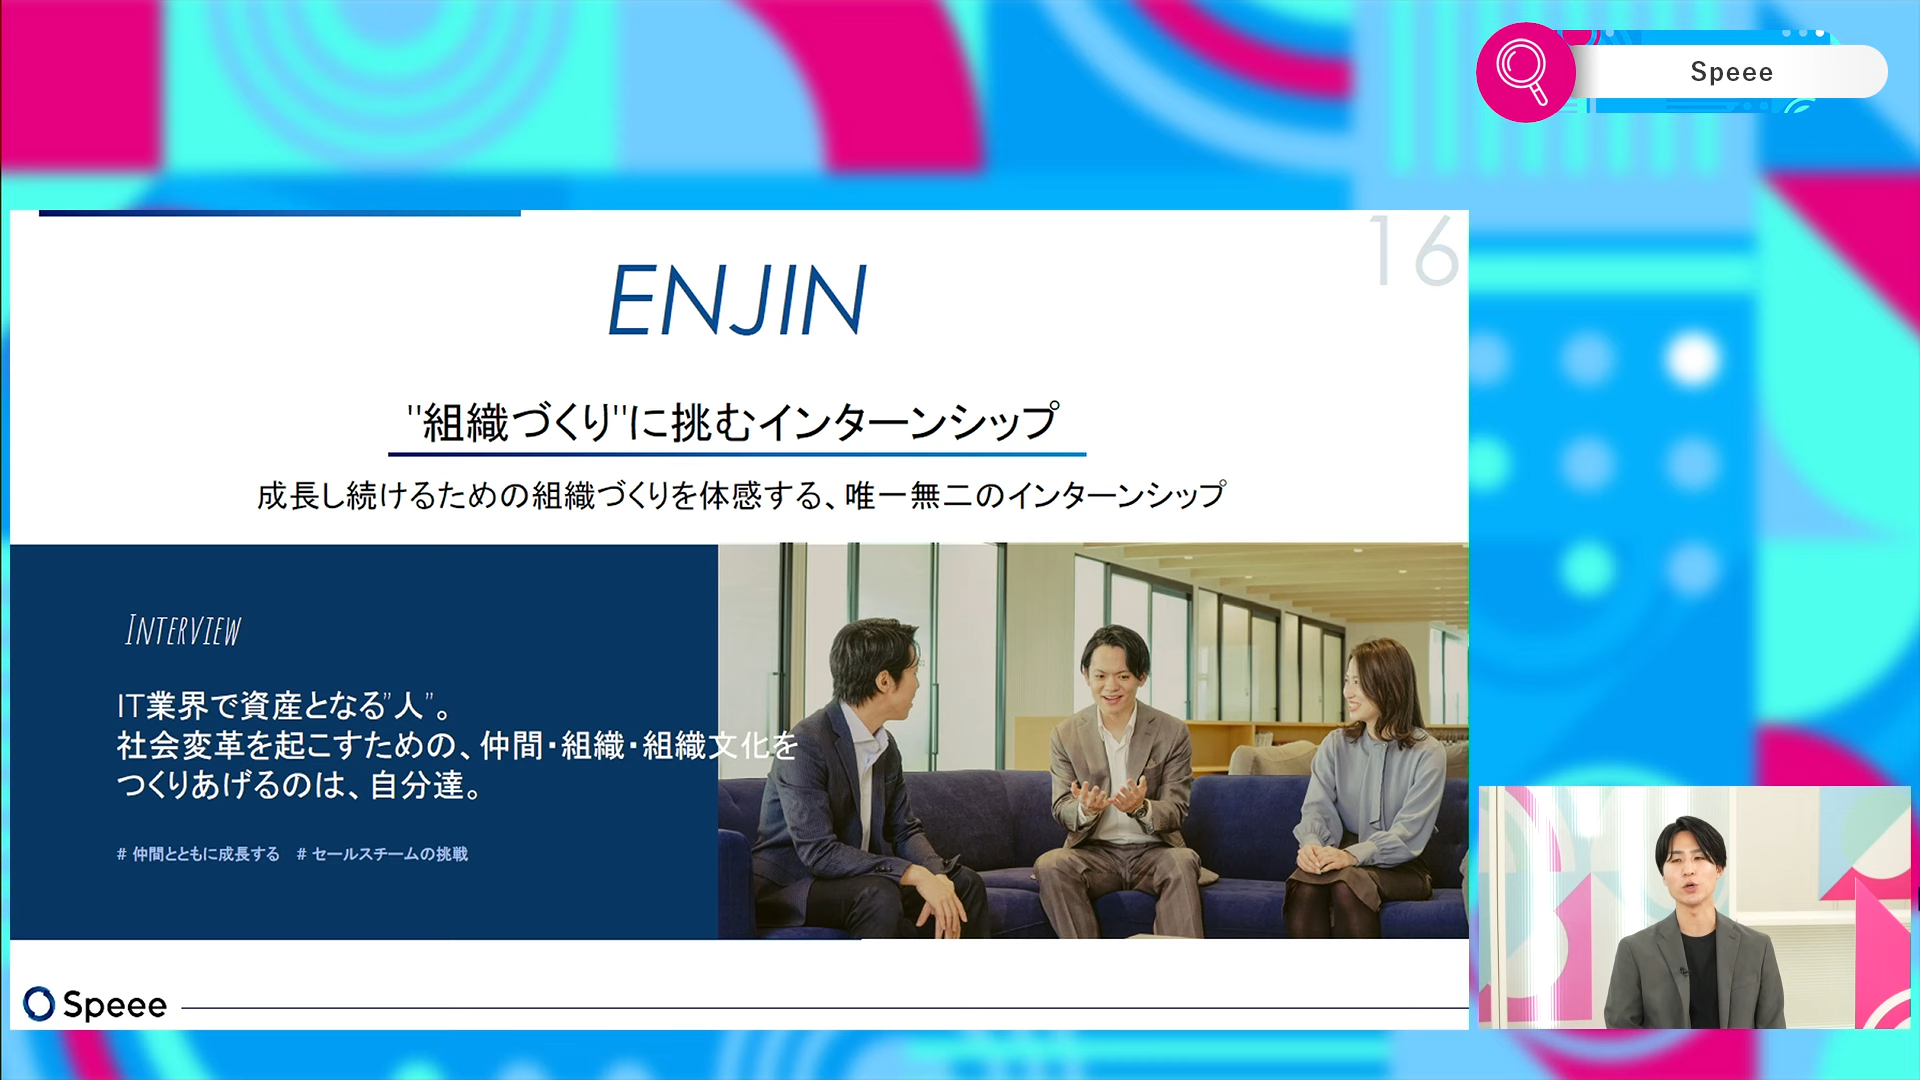 Speee
16
ENJIN
"組織づくり"に挑むインターンシップ
成長し続けるための組織づくりを体感する、唯一無二のインターンシップ
INTERVIEW
IT業界で資産となる"人"。
社会変革を起こすための、仲間・組織・組織文化を
つくりあげるのは、自分達。
# 仲間とともに成長する # セールスチームの挑戦
Speee